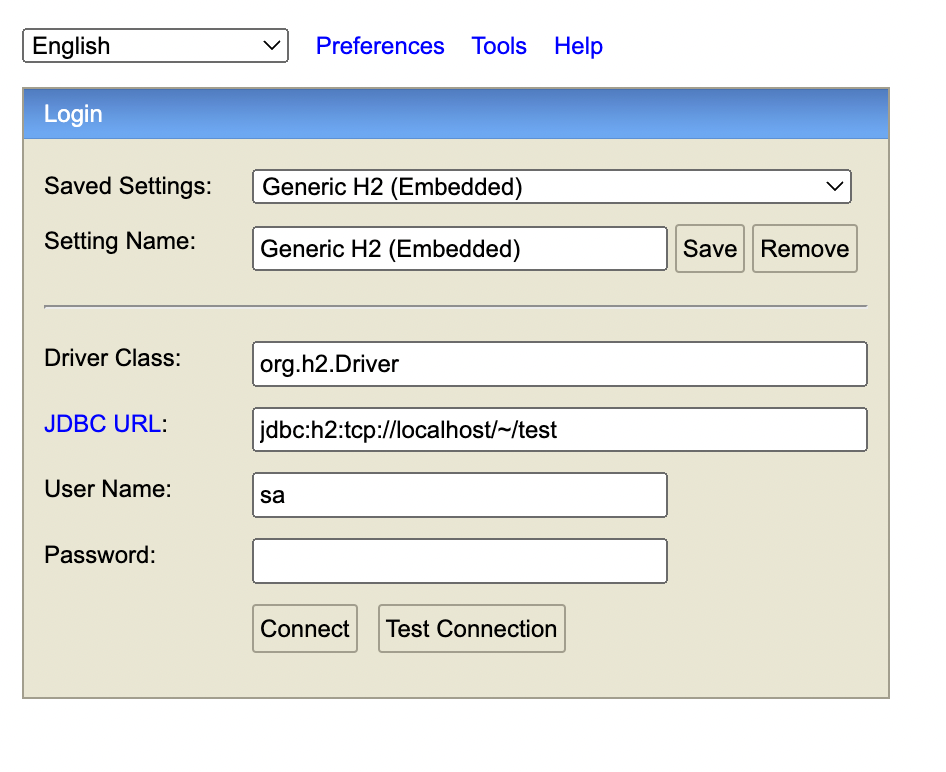 English Preferences Tools Help
Login
Saved Settings: Generic H2 (Embedded)
Setting Name: Generic H2 (Embedded) Save Remove
Driver Class: org.h2.Driver
JDBC URL: jdbc:h2:tcp://localhost/~/test
User Name: sa
Password:
Connect Test Connection